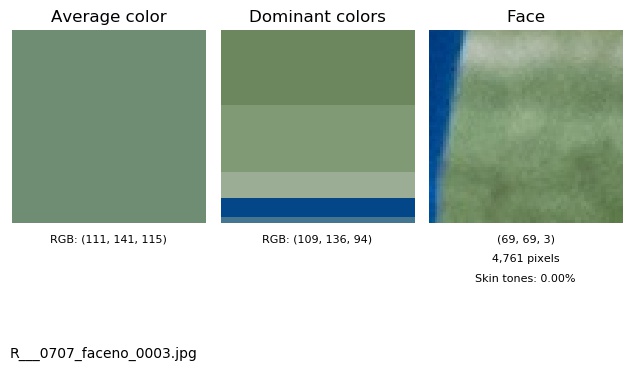 Average color
Dominant colors
Face
RGB: (111, 141, 115)
RGB: (109, 136, 94)
(69, 69, 3)
4,761 pixels
Skin tones: 0.00%
R___0707_faceno_0003.jpg